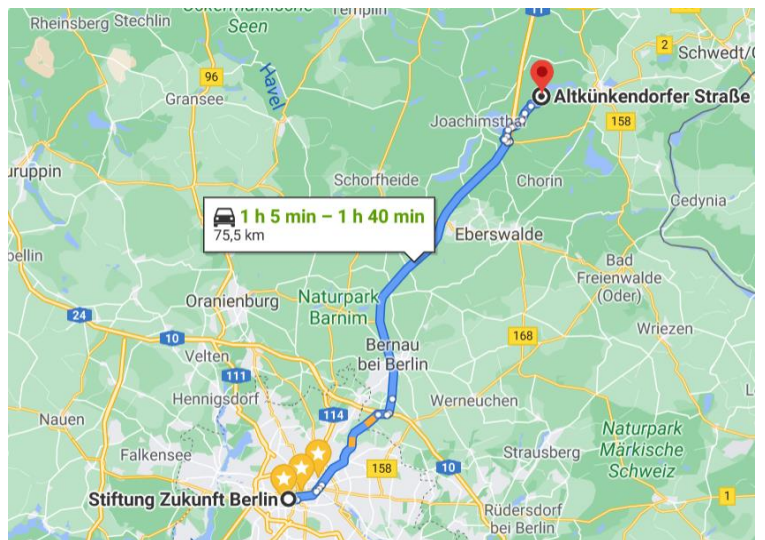 Uckermärkische
Seen
Templin
11
Rheinsberg
Stechlin
2
Schwedt/O
96
Havel
Gransee
Altkünkendorfer Straße
158
Joachimsthal
uruppin
Schorfheide
Chorin
Cedynia
1 h 5 min – 1 h 40 min
75,5 km
Eberswalde
bellin
Bad
Freienwalde
(Oder)
Oranienburg
Naturpark
Barnim
24
10
168
Wriezen
Velten
Bernau
bei Berlin
111
Hennigsdorf
114
Werneuchen
Nauen
Naturpark
Märkische
Schweiz
Falkensee
Strausberg
158
10
Stiftung Zukunft Berlin
1
Rüdersdorf
bei Berlin